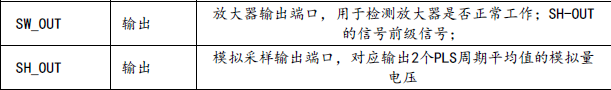 SW_OUT
输出
放大器输出端口，用于检测放大器是否正常工作；SH-OUT
的信号前级信号；
SH_OUT
输出
模拟采样输出端口，对应输出2个PLS周期平均值的模拟量
电压